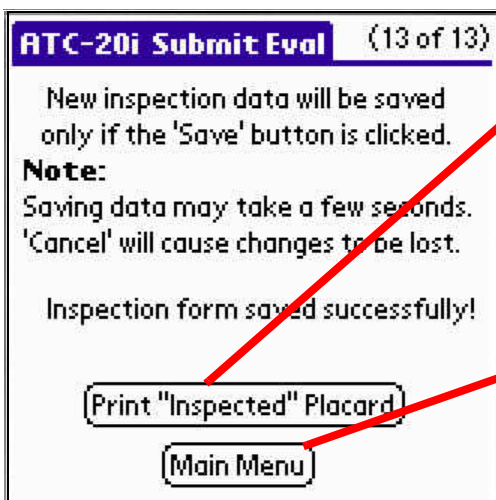 ATC-20i Submit Eval (13 of 13)
New inspection data will be saved
only if the 'Save' button is clicked.
Note:
Saving data may take a few seconds.
'Cancel' will cause changes to be lost.
Inspection form saved successfully!
Print "Inspected" Placard
Main Menu